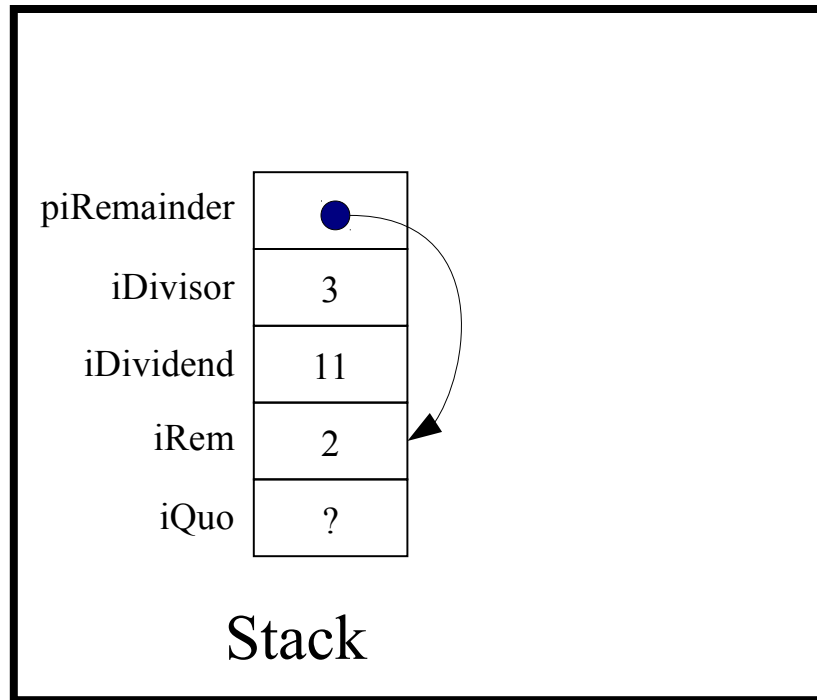 piRemainder
iDivisor 3
iDividend 11
iRem 2
iQuo ?
Stack